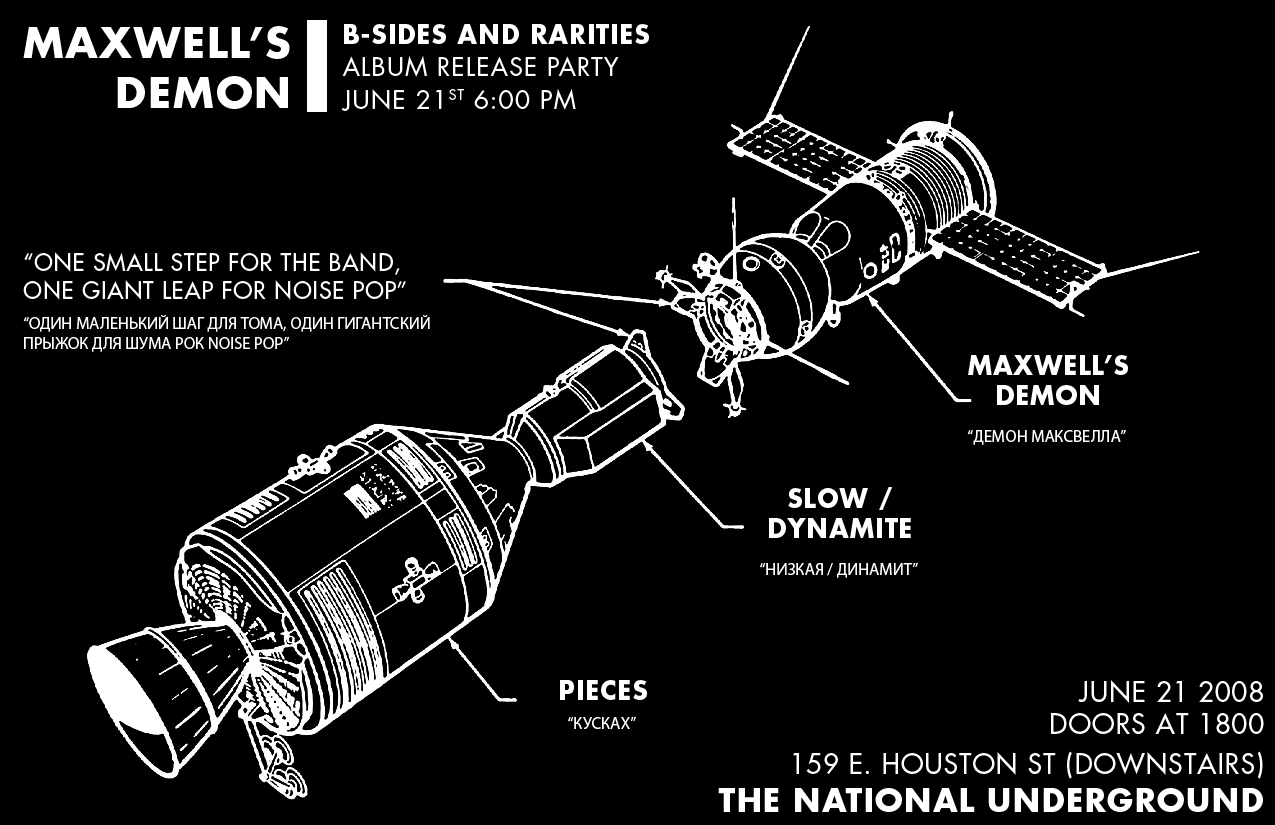 MAXWELL'S
DEMON
B-SIDES AND RARITIES
ALBUM RELEASE PARTY
JUNE 21ST 6:00 PM
“ONE SMALL STEP FOR THE BAND,
ONE GIANT LEAP FOR NOISE POP”
“ОДИН МАЛЕНЬКИЙ ШАГ ДЛЯ ТОМА, ОДИН ГИГАНТСКИЙ
ПРЫЖОК ДЛЯ ШУМА РОК NOISE POP”
MAXWELL'S
DEMON
“ДЕМОН МАКСВЕЛЛА”
SLOW /
DYNAMITE
“НИЗКАЯ / ДИНАМИТ”
PIECES
“КУСКАХ”
JUNE 21 2008
DOORS AT 1800
159 E. HOUSTON ST (DOWNSTAIRS)
THE NATIONAL UNDERGROUND